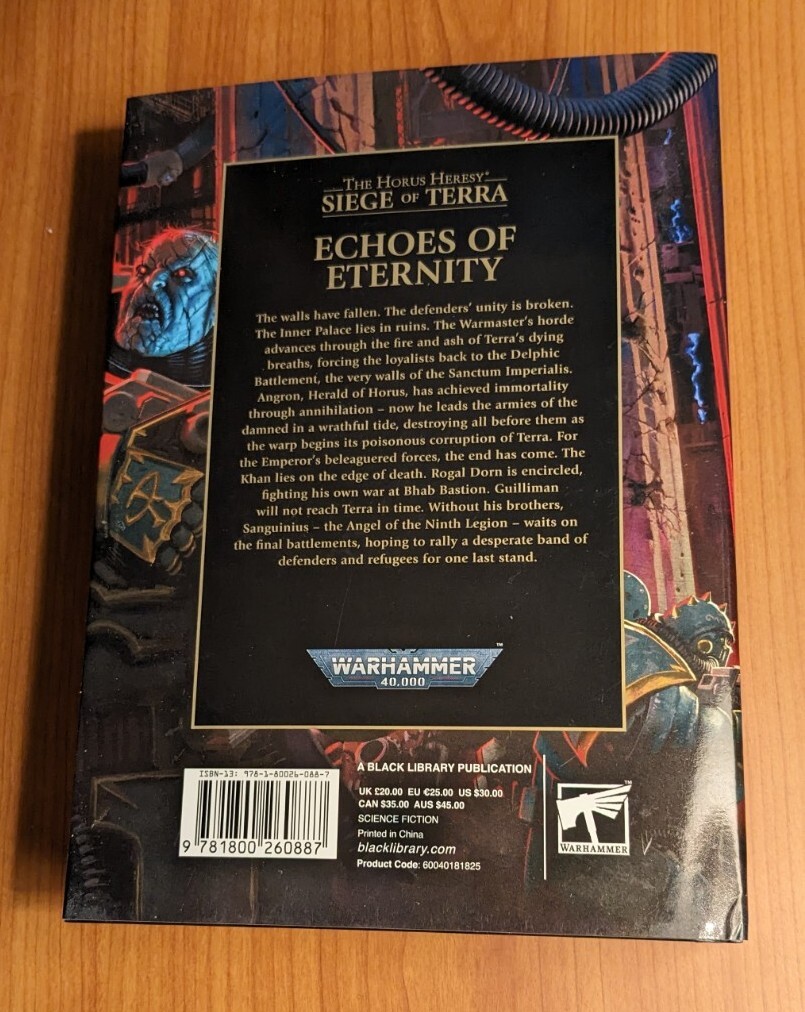 THE HORUS HERESY®
SIEGE OF TERRA
ECHOES OF
ETERNITY
The walls have fallen. The defenders' unity is broken.
The Inner Palace lies in ruins. The Warmaster's horde
advances through the fire and ash of Terra's dying
breaths, forcing the loyalists back to the Delphic
Battlement, the very walls of the Sanctum Imperialis.
Angron, Herald of Horus, has achieved immortality
through annihilation – now he leads the armies of the
damned in a wrathful tide, destroying all before them as
the warp begins its poisonous corruption of Terra. For
the Emperor's beleaguered forces, the end has come. The
Khan lies on the edge of death. Rogal Dorn is encircled,
fighting his own war at Bhab Bastion. Guilliman
will not reach Terra in time. Without his brothers,
Sanguinius – the Angel of the Ninth Legion – waits on
the final battlements, hoping to rally a desperate band of
defenders and refugees for one last stand.
WARHAMMER™
40,000
ISBN-13: 978-1-80026-088-7
9 781800 260887
A BLACK LIBRARY PUBLICATION
UK £20.00 EU €25.00 US $30.00
CAN $35.00 AUS $45.00
SCIENCE FICTION
Printed in China
blacklibrary.com
Product Code: 60040181825
™
WARHAMMER